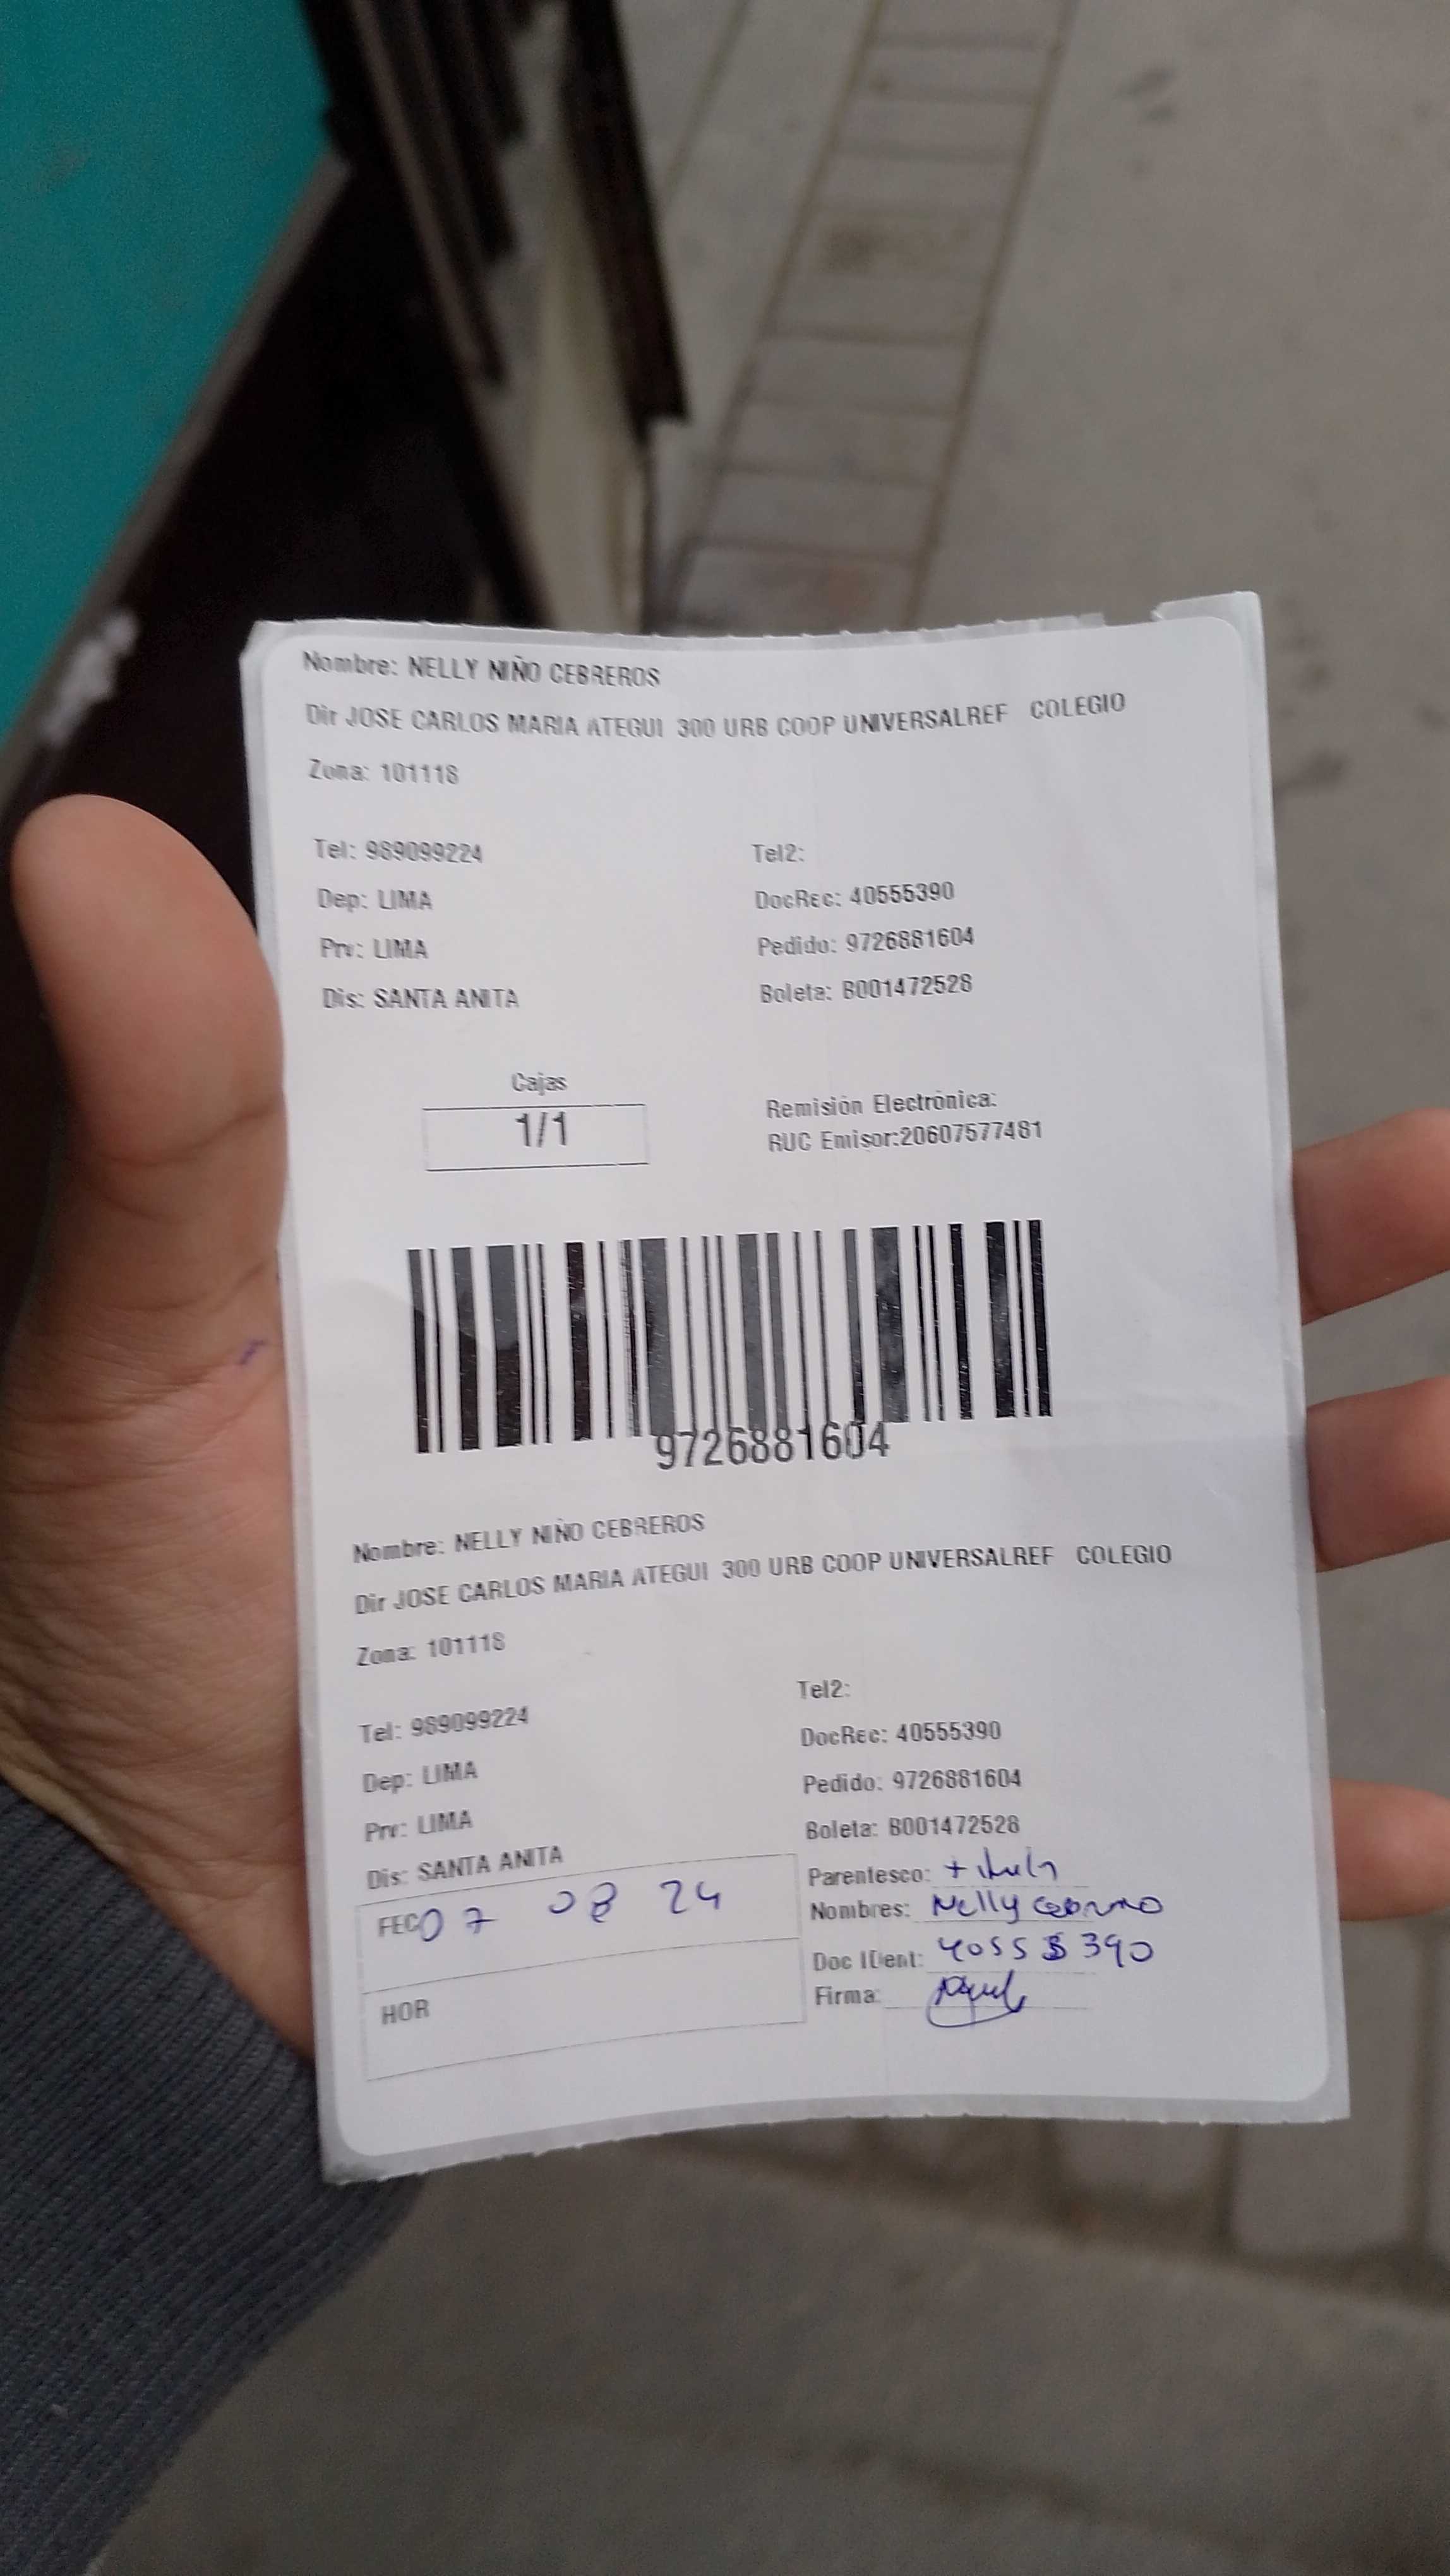 Nombre: NELLY NIÑO CEBREROS
Dir JOSE CARLOS MARIA ATEGUI 300 URB COOP UNIVERSALREF COLEGIO
Zona: 101118
Tel: 989099224 Tel2:
Dep: LIMA DocRec: 40555390
Prv: LIMA Pedido: 9726881604
Dis: SANTA ANITA Boleta: B001472528
Cajas
1/1
Remisión Electrónica:
RUC Emisor:20607577481
9726881604
Nombre: NELLY NIÑO CEBREROS
Dir JOSE CARLOS MARIA ATEGUI 300 URB COOP UNIVERSALREF COLEGIO
Zona: 101118
Tel: 989099224 Tel2:
Dep: LIMA DocRec: 40555390
Prv: LIMA Pedido: 9726881604
Dis: SANTA ANITA Boleta: B001472528
FEC 07 08 24
HOR
Parentesco:
Nombres: Nelly
Doc IDent: 40555390
Firma: